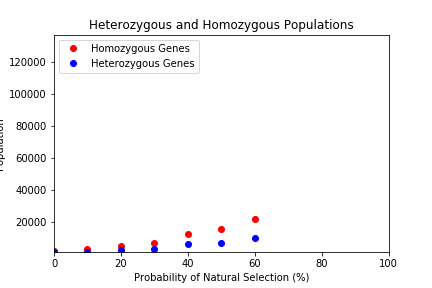 Heterozygous and Homozygous Populations
Homozygous Genes
Heterozygous Genes
120000
100000
80000
60000
40000
20000
0 20 40 60 80 100
Probability of Natural Selection (%)